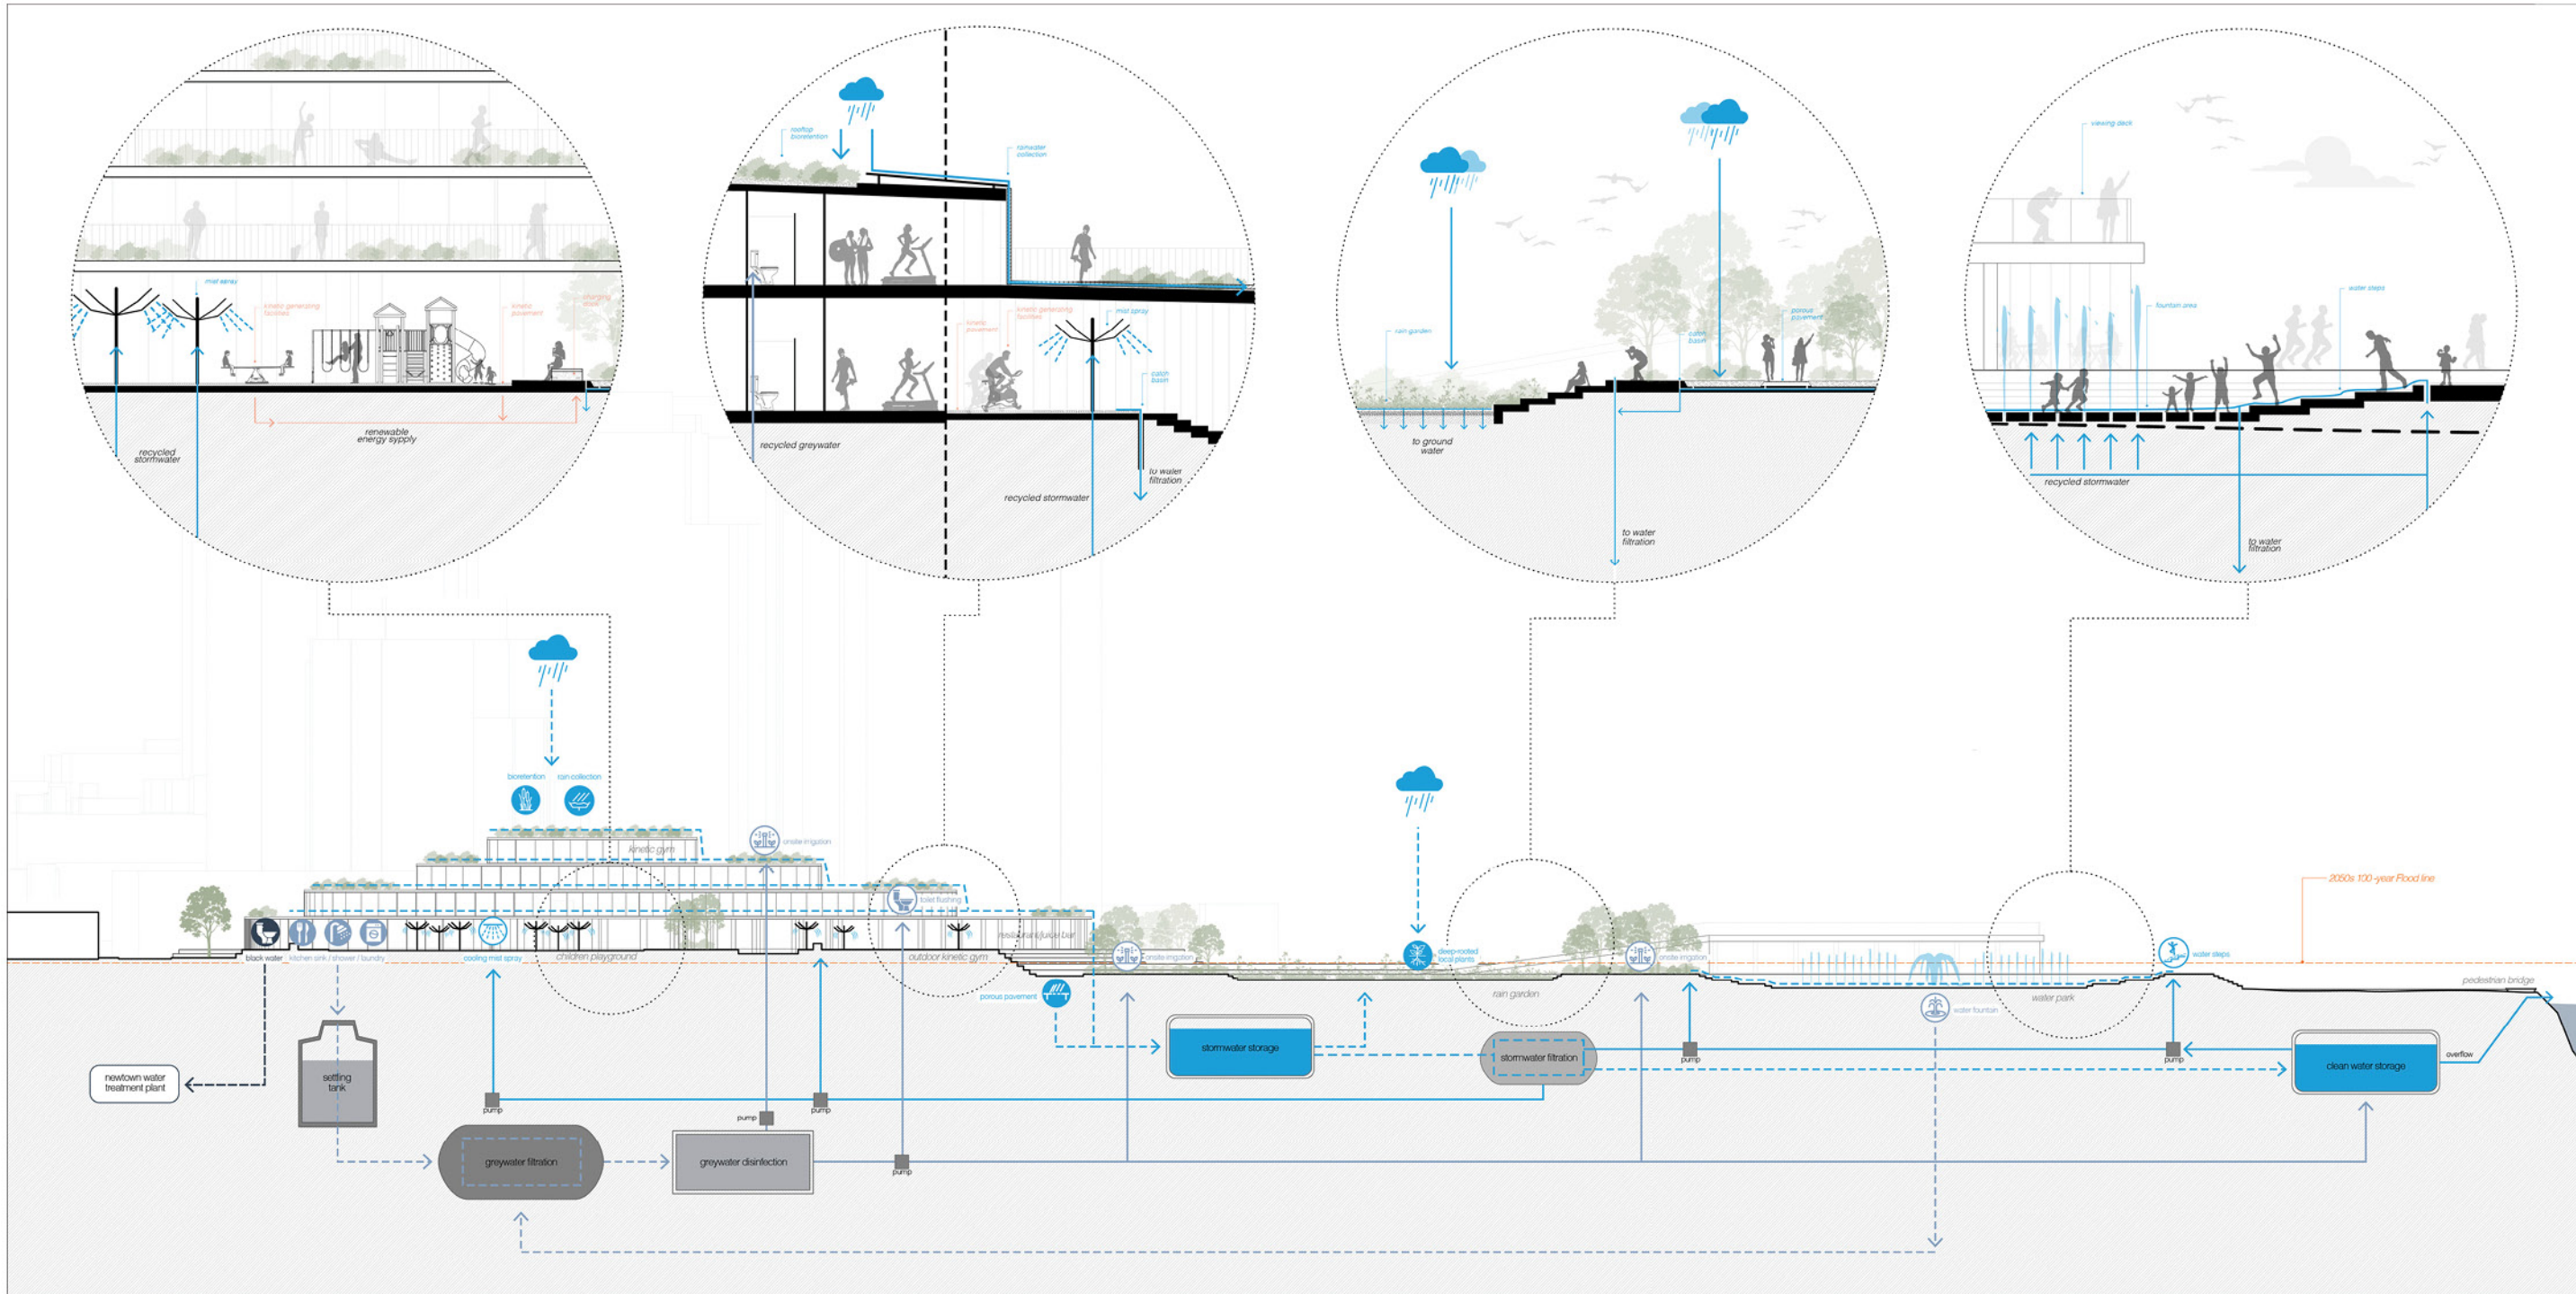 mist spray
kinetic generating
facilities
kinetic
pavement
charging
dock
recycled
stormwater
renewable
energy sypply
rooftop
bioretention
rainwater
collection
kinetic
pavement
kinetic generating
facilities
mist spray
catch
basin
recycled greywater
recycled stormwater
to water
filtration
rain garden
catch
basin
porous
pavement
to ground
water
to water
filtration
viewing deck
fountain area
water steps
recycled stormwater
to water
filtration
bioretention
rain collection
kinetic gym
onsite irrigation
toilet flushing
restaurant/juice bar
black water
kitchen sink / shower / laundry
cooling mist spray
children playground
outdoor kinetic gym
onsite irrigation
porous pavement
deep-rooted
local plants
rain garden
onsite irrigation
water steps
water park
water fountain
2050s 100 -year Flood line
pedestrian bridge
newtown water
treatment plant
settling
tank
pump
pump
pump
greywater filtration
greywater disinfection
pump
stormwater storage
stormwater filtration
pump
pump
clean water storage
overflow